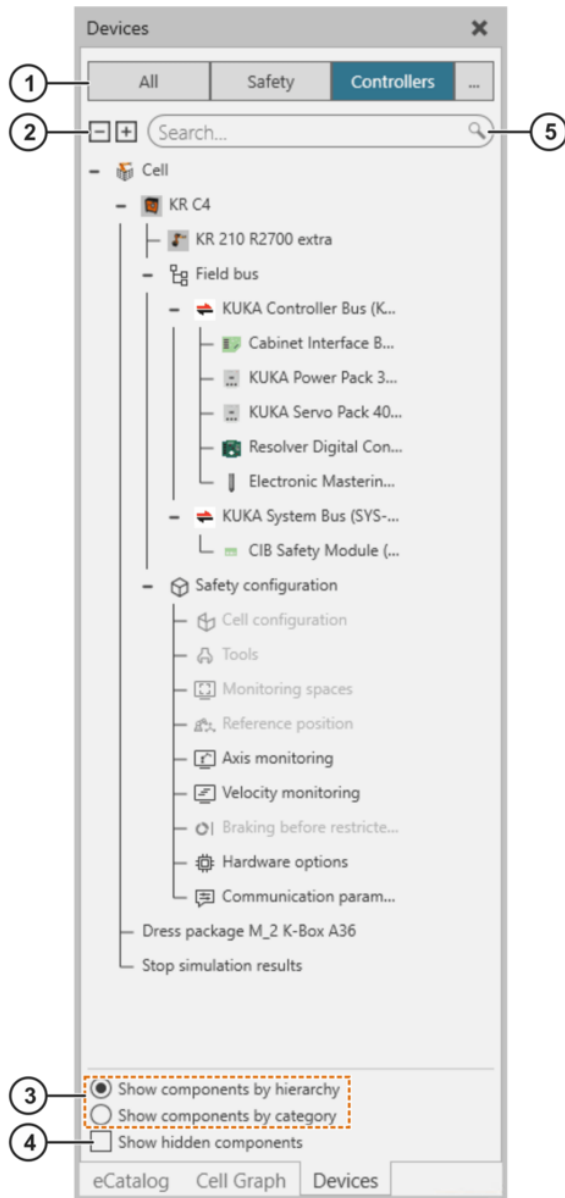 Devices
1 All Safety Controllers ...
2 Search... 5
Cell
KR C4
KR 210 R2700 extra
Field bus
KUKA Controller Bus (K...
Cabinet Interface B...
KUKA Power Pack 3...
KUKA Servo Pack 40...
Resolver Digital Con...
Electronic Masterin...
KUKA System Bus (SYS-...
CIB Safety Module (...
Safety configuration
Cell configuration
Tools
Monitoring spaces
Reference position
Axis monitoring
Velocity monitoring
Braking before restricte...
Hardware options
Communication param...
Dress package M_2 K-Box A36
Stop simulation results
3 Show components by hierarchy
Show components by category
4 Show hidden components
eCatalog Cell Graph Devices